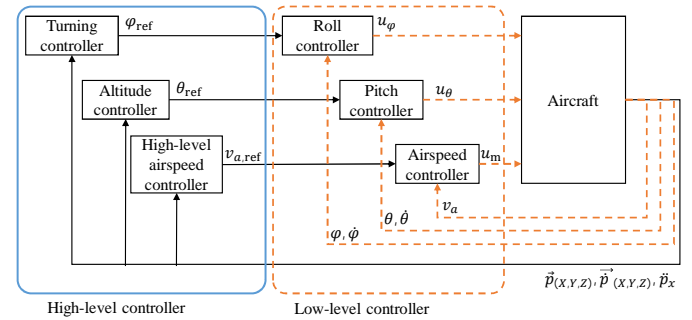 Turning
controller
φref
Roll
controller
uφ
Altitude
controller
θref
Pitch
controller
uθ
Aircraft
High-level
airspeed
controller
va,ref
Airspeed
controller
um
va
θ, θ̇
φ, φ̇
p⃗(X,Y,Z), ṗ⃗(X,Y,Z), p̈x
High-level controller
Low-level controller